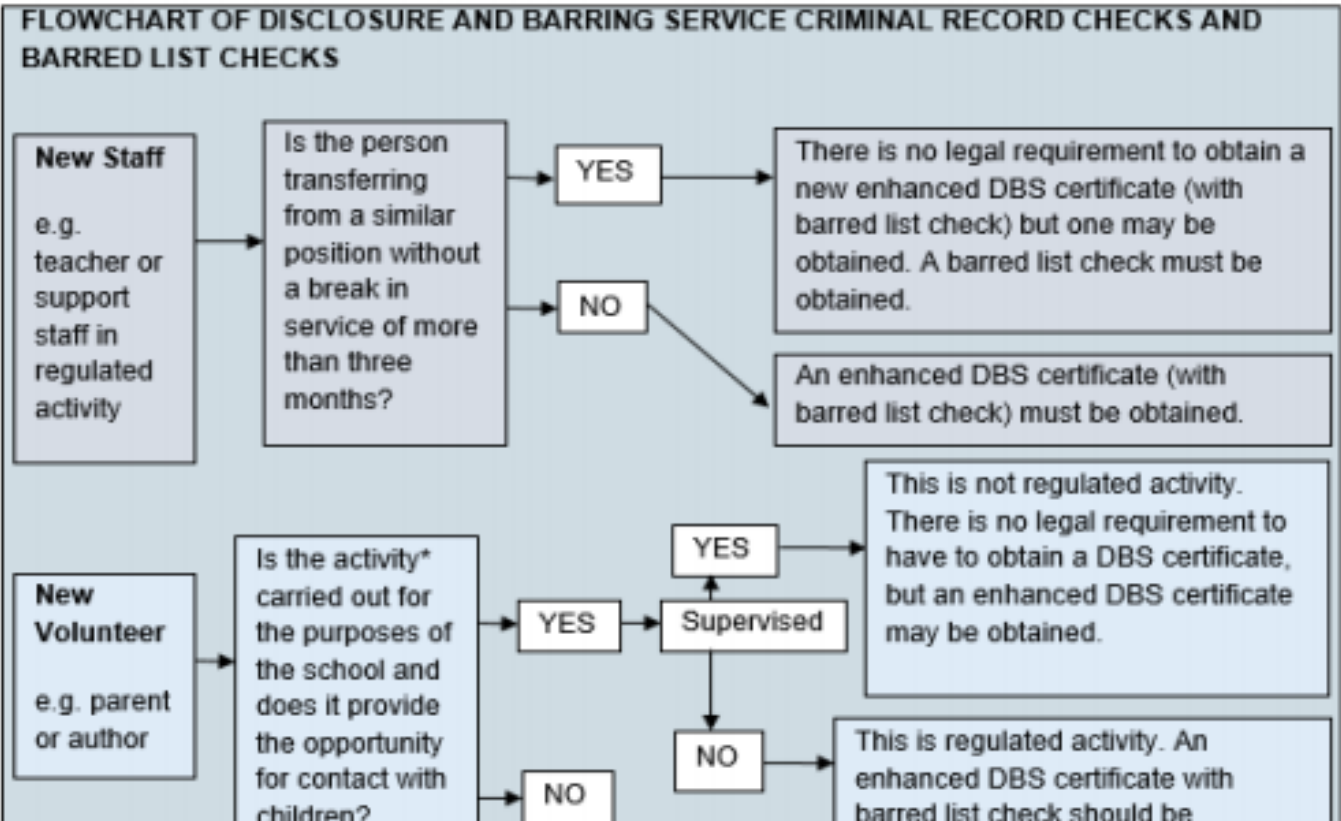 FLOWCHART OF DISCLOSURE AND BARRING SERVICE CRIMINAL RECORD CHECKS AND
BARRED LIST CHECKS
New Staff
e.g.
teacher or
support
staff in
regulated
activity
Is the person
transferring
from a similar
position without
a break in
service of more
than three
months?
YES
There is no legal requirement to obtain a
new enhanced DBS certificate (with
barred list check) but one may be
obtained. A barred list check must be
obtained.
NO
An enhanced DBS certificate (with
barred list check) must be obtained.
New
Volunteer
e.g. parent
or author
Is the activity*
carried out for
the purposes of
the school and
does it provide
the opportunity
for contact with
children?
YES
Supervised
YES
This is not regulated activity.
There is no legal requirement to
have to obtain a DBS certificate,
but an enhanced DBS certificate
may be obtained.
NO
This is regulated activity. An
enhanced DBS certificate with
barred list check should be
NO